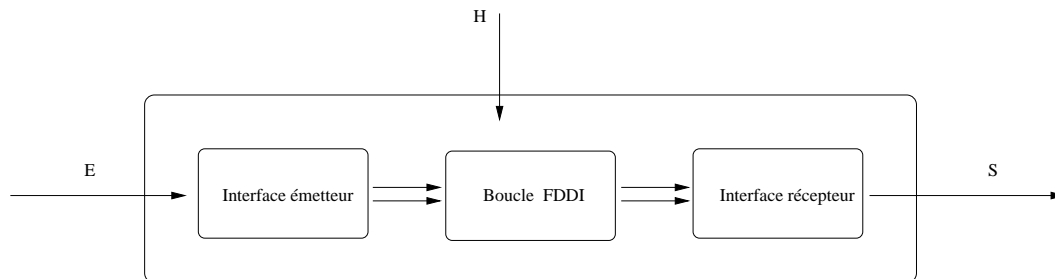 H
E
Interface émetteur
Boucle FDDI
Interface récepteur
S